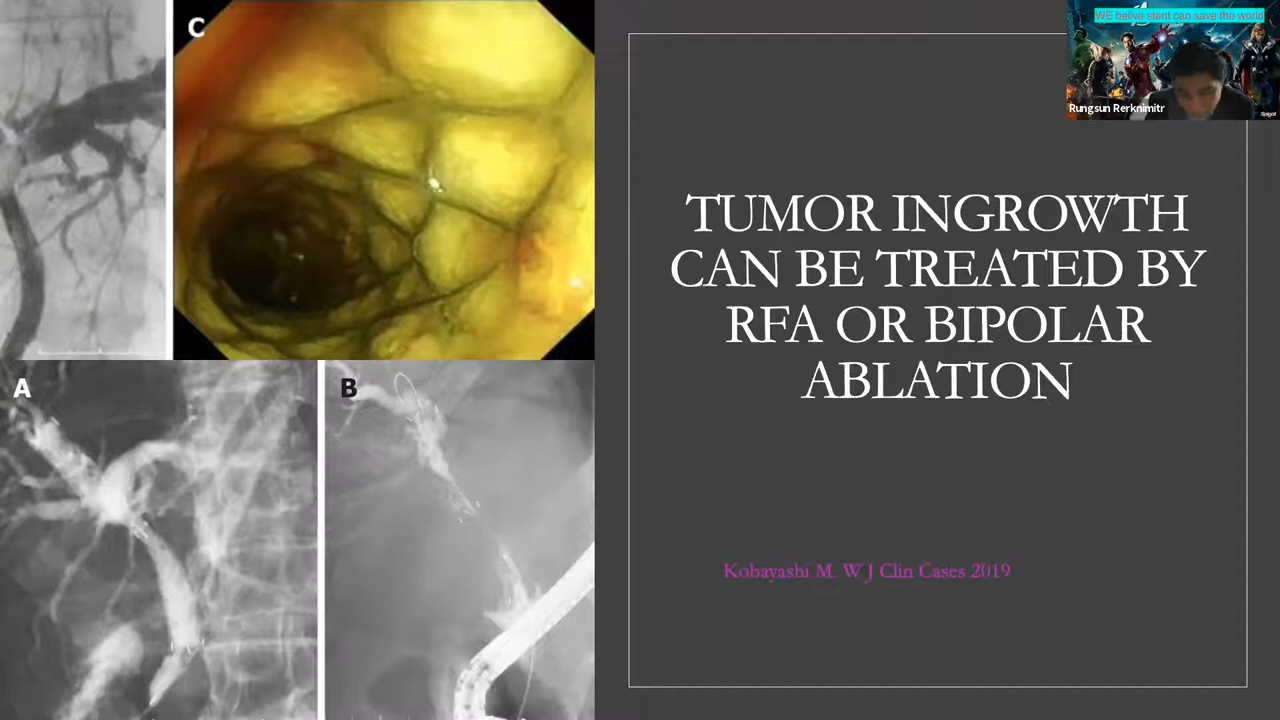 C
WE belive stent can save the world
Rungsun Rerknimitr
TUMOR INGROWTH
CAN BE TREATED BY
RFA OR BIPOLAR
ABLATION
A
B
Kobayashi M. W J Clin Cases 2019